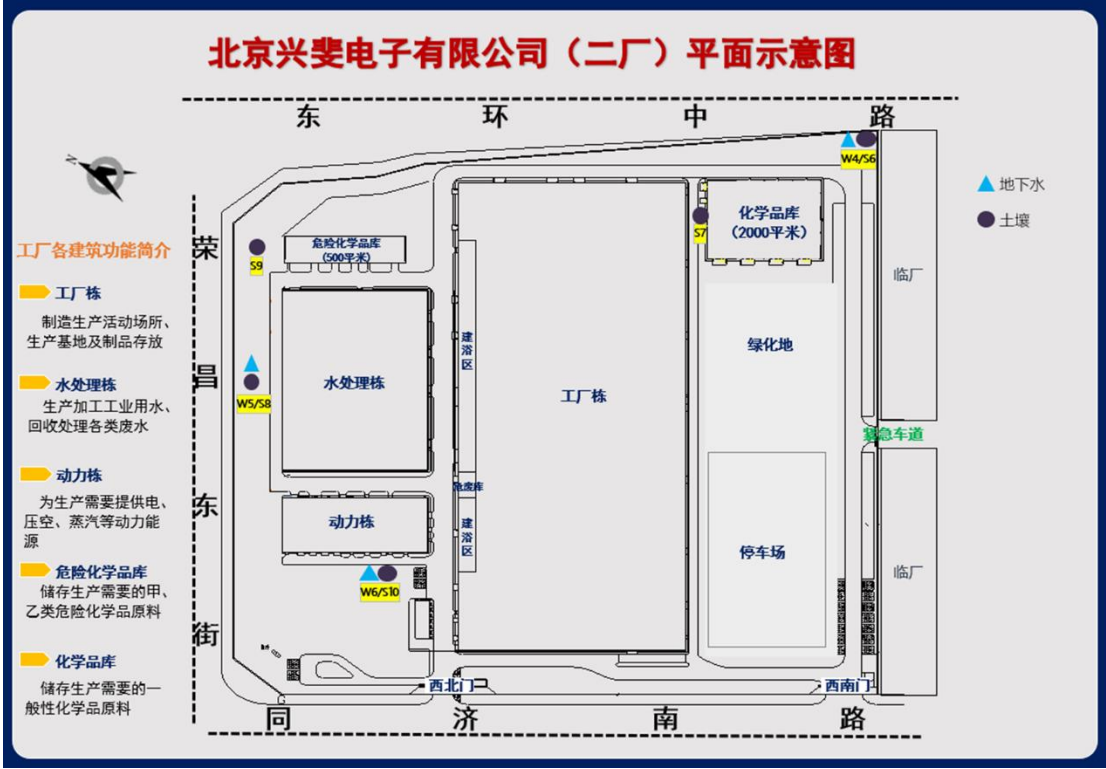 北京兴斐电子有限公司（二厂）平面示意图
东 环 中 路
N
W4/S6
地下水
土壤
工厂各建筑功能简介
工厂栋
制造生产活动场所、
生产基地及制品存放
水处理栋
生产加工工业用水、
回收处理各类废水
动力栋
为生产需要提供电、
压空、蒸汽等动力能
源
危险化学品库
储存生产需要的甲、
乙类危险化学品原料
化学品库
储存生产需要的一
般性化学品原料
荣
昌
东
街
S9
危险化学品库
(500平米)
W5/S8
水处理栋
动力栋
W6/S10
建
浴
区
危废库
建
浴
区
工厂栋
S7
化学品库
（2000平米）
绿化地
停车场
临厂
紧急车道
临厂
西北门
西南门
同 济 南 路